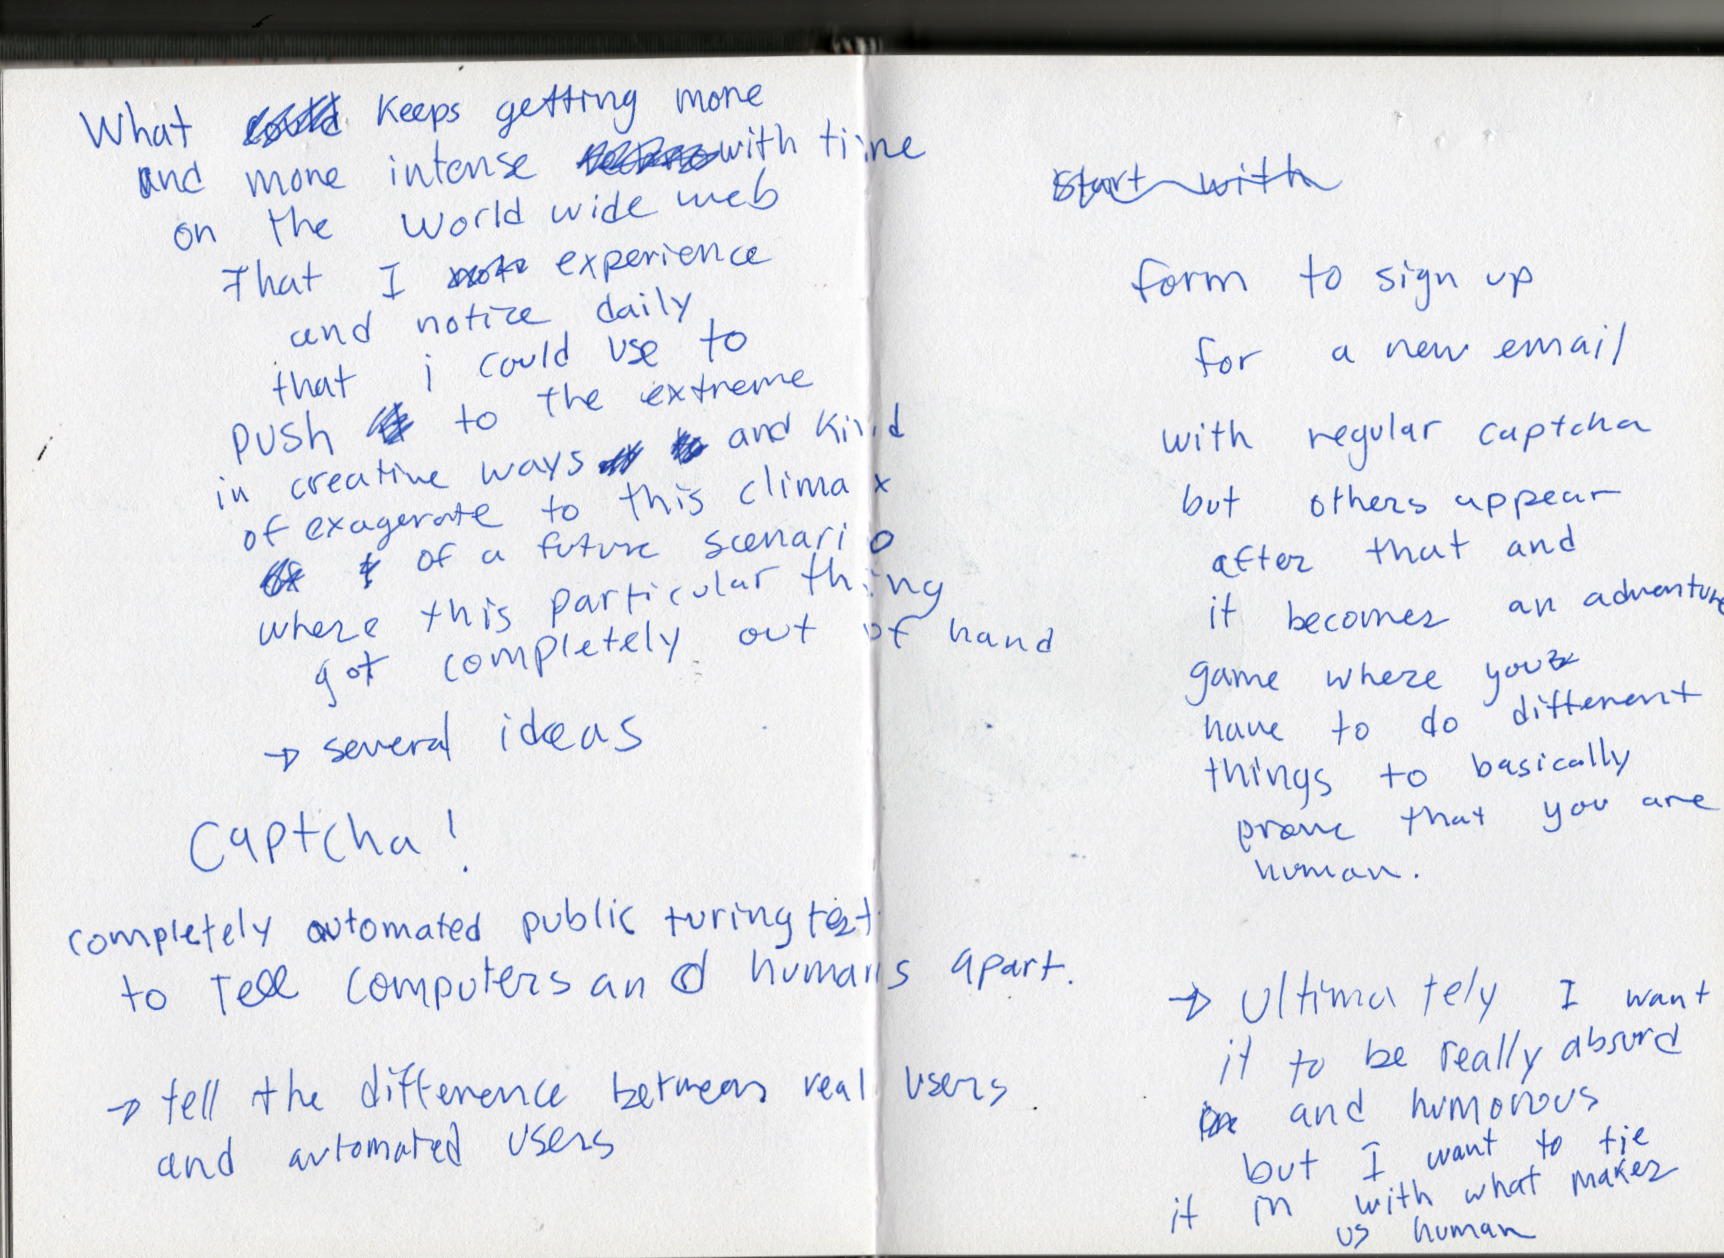 What could keeps getting more
and more intense with time
on the world wide web
that I note experience
and notice daily
that i could use to
push to the extreme
in creative ways and kind
of exagerate to this climax
of a future scenario
where this particular thing
got completely out of hand
→ several ideas
Captcha!
completely automated public turing test
to tell computers and humans apart.
→ tell the difference between real users
and automated users
start with
form to sign up
for a new email
with regular captcha
but others appear
after that and
it becomes an adventure
game where you
have to do different
things to basically
prove that you are
human.
→ Ultimately I want
it to be really absurd
and humorous
but I want to tie
it in with what makes
us human